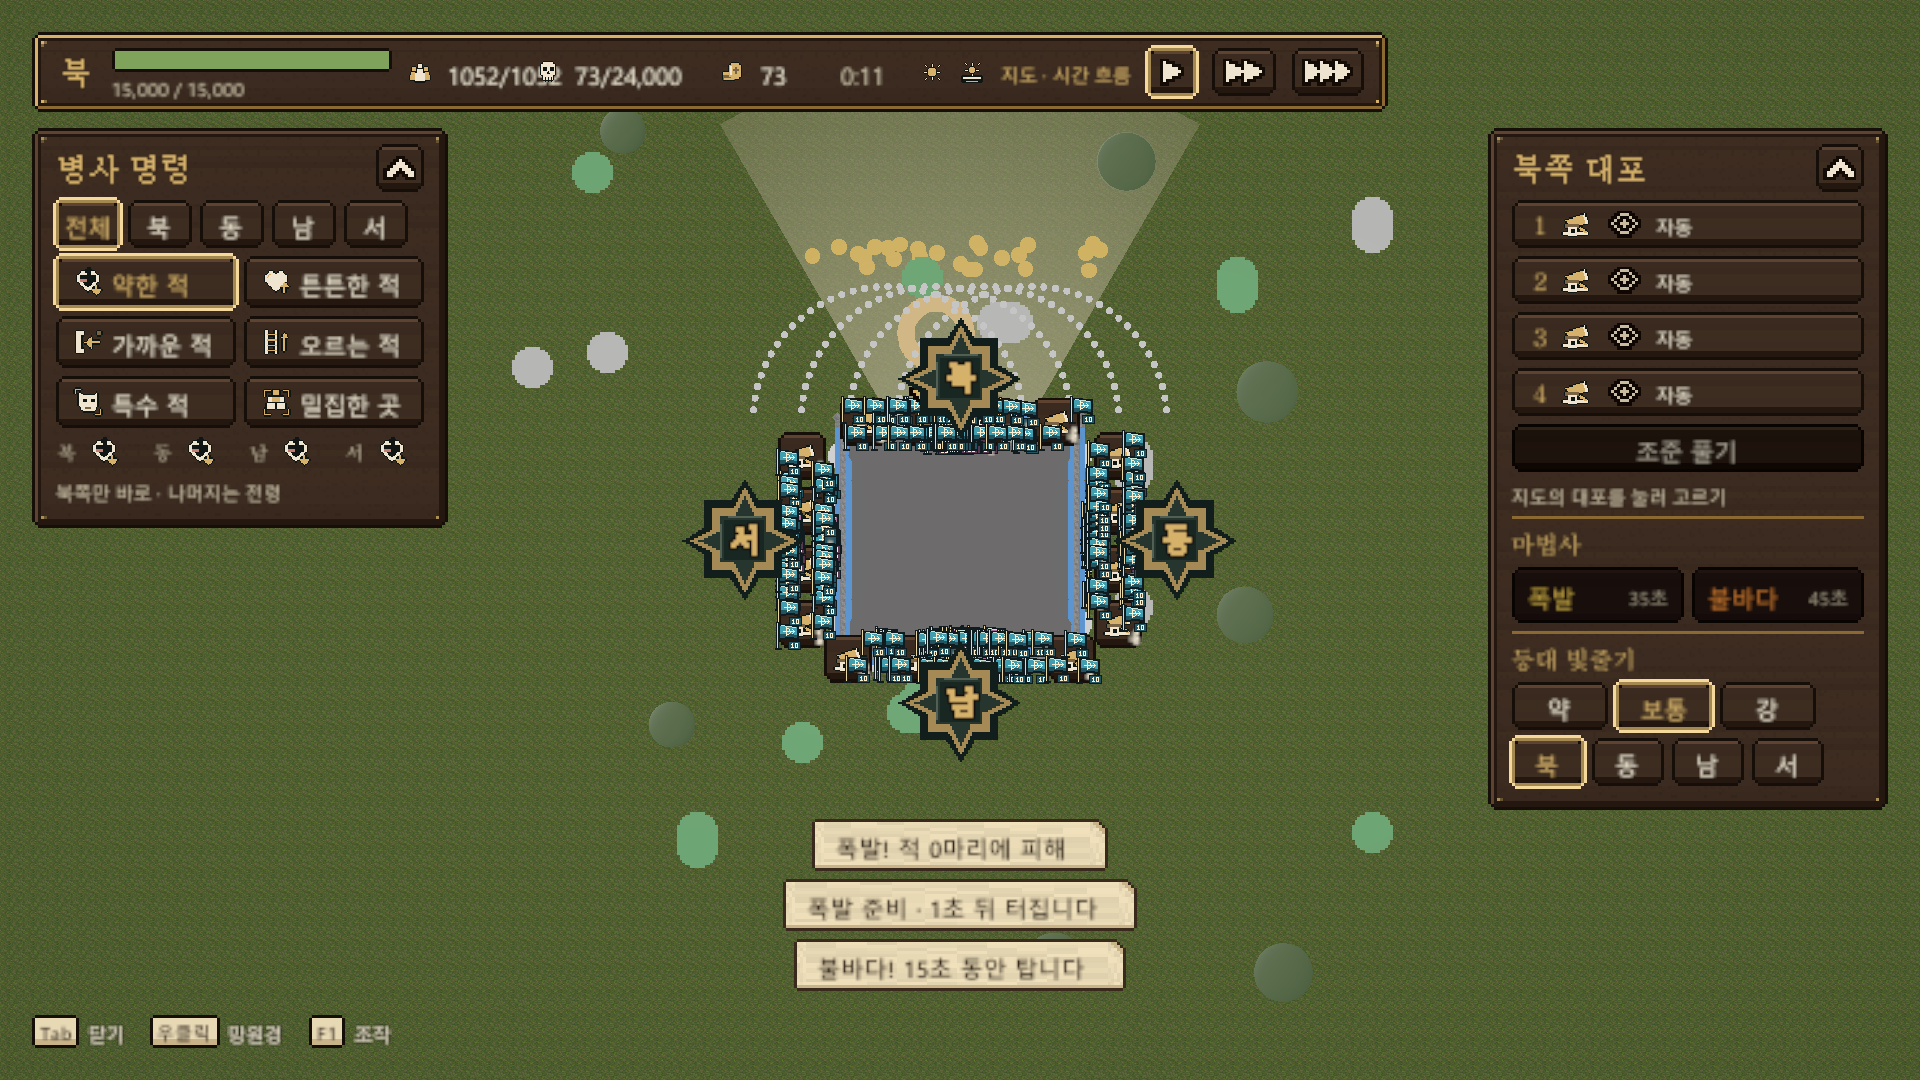 북 15,000 / 15,000 1052/1052 73/24,000 73 0:11 지도 · 시간 흐름
병사 명령
전체 북 동 남 서
약한 적 튼튼한 적
가까운 적 오르는 적
특수 적 밀집한 곳
북 동 남 서
북쪽만 바로 · 나머지는 전령
북쪽 대포
1 자동
2 자동
3 자동
4 자동
조준 풀기
지도의 대포를 눌러 고르기
마법사
폭발 35초 불바다 45초
등대 빛줄기
약 보통 강
북 동 남 서
북
서
동
남
폭발! 적 0마리에 피해
폭발 준비 · 1초 뒤 터집니다
불바다! 15초 동안 탑니다
Tab 닫기 우클릭 망원경 F1 조작